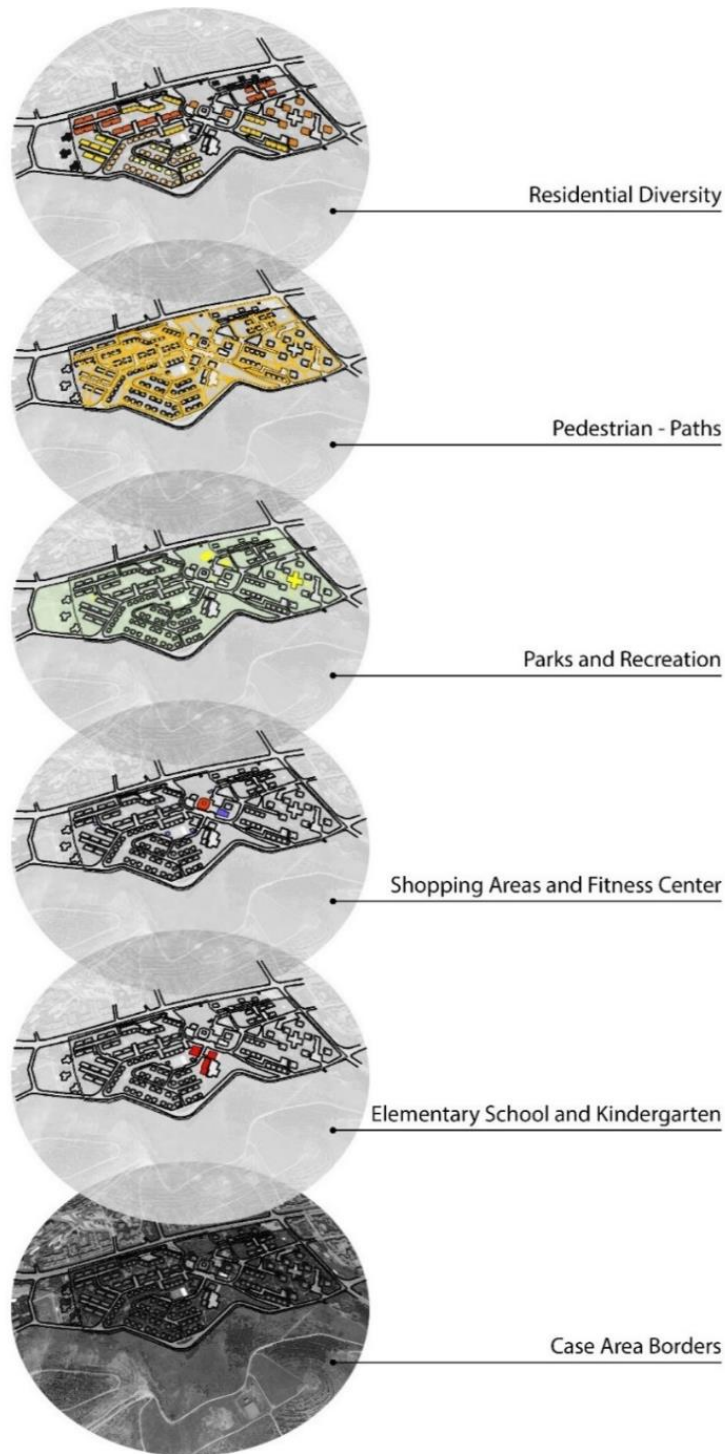 Residential Diversity
Pedestrian - Paths
Parks and Recreation
Shopping Areas and Fitness Center
Elementary School and Kindergarten
Case Area Borders